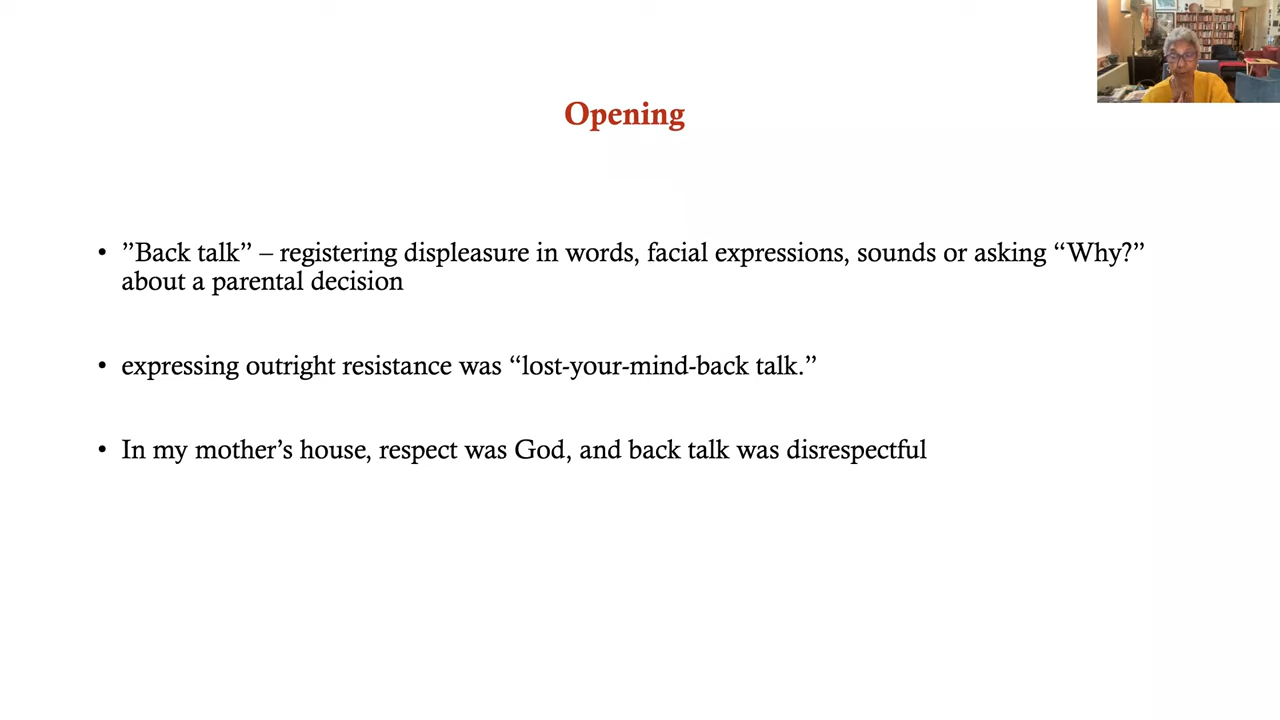 Opening
• ”Back talk” – registering displeasure in words, facial expressions, sounds or asking “Why?”
about a parental decision
• expressing outright resistance was “lost-your-mind-back talk.”
• In my mother’s house, respect was God, and back talk was disrespectful